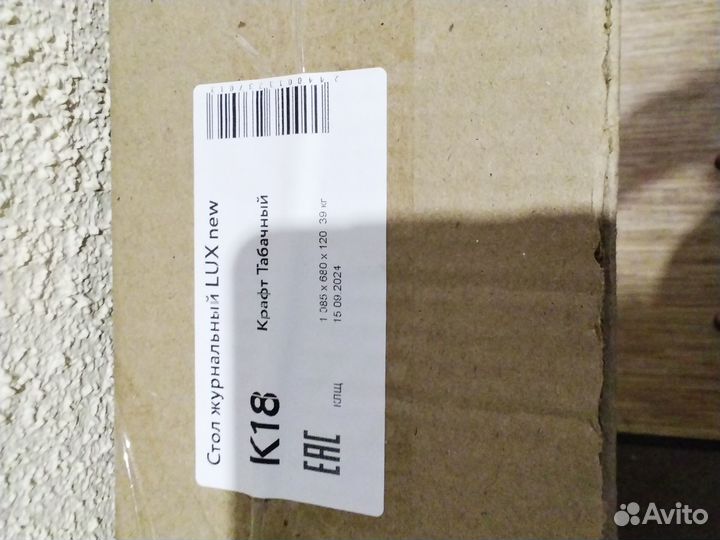 Стол журнальный LUX new
K18 Крафт Табачный
1 085 x 680 x 120 39 кг
EAC КЛЩ 15 09 2024
Avito